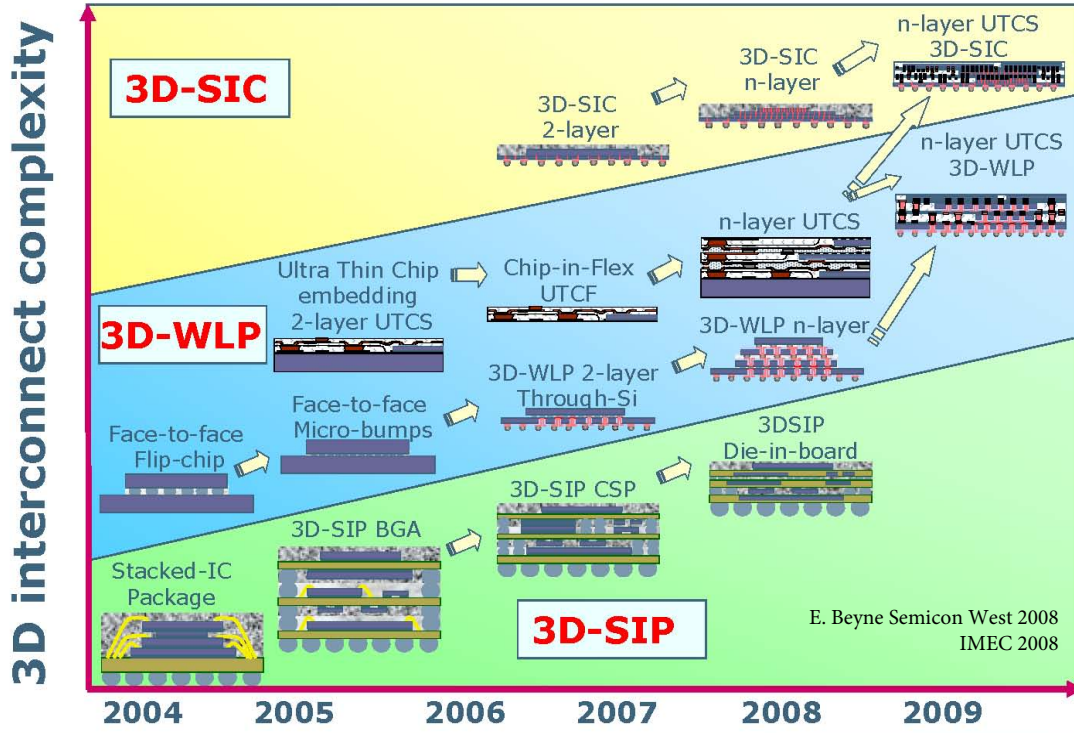 3D interconnect complexity
3D-SIC
3D-SIC
2-layer
3D-SIC
n-layer
n-layer UTCS
3D-SIC
n-layer UTCS
3D-WLP
3D-WLP
Ultra Thin Chip
embedding
2-layer UTCS
Chip-in-Flex
UTCF
n-layer UTCS
Face-to-face
Flip-chip
Face-to-face
Micro-bumps
3D-WLP 2-layer
Through-Si
3D-WLP n-layer
Stacked-IC
Package
3D-SIP BGA
3D-SIP CSP
3DSIP
Die-in-board
3D-SIP
E. Beyne Semicon West 2008
IMEC 2008
2004 2005 2006 2007 2008 2009